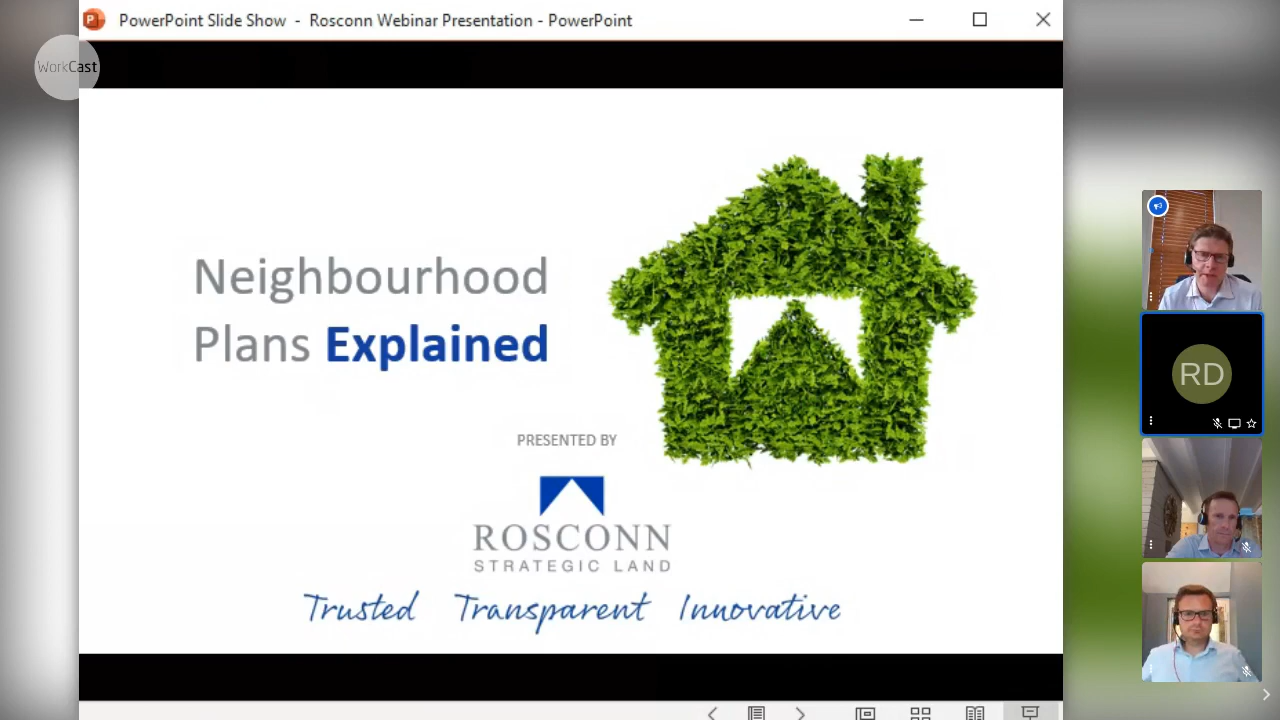 PowerPoint Slide Show - Rosconn Webinar Presentation - PowerPoint
WorkCast
Neighbourhood
Plans Explained
PRESENTED BY
ROSCONN
STRATEGIC LAND
Trusted Transparent Innovative
RD